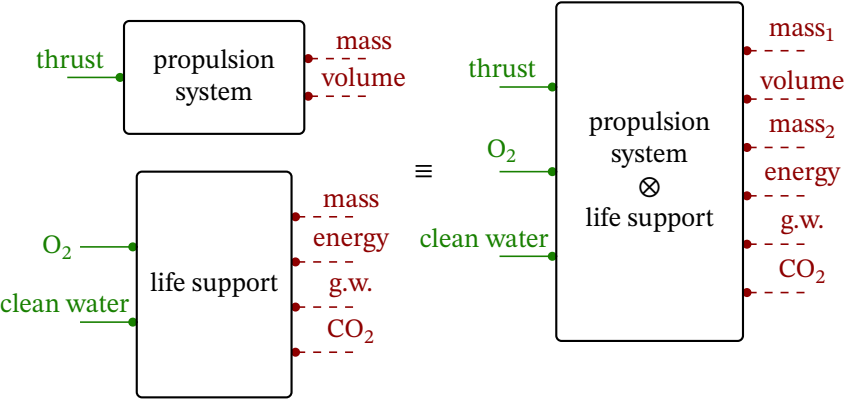 thrust
propulsion
system
mass
volume
O₂
clean water
life support
mass
energy
g.w.
CO₂
≡
thrust
O₂
clean water
propulsion
system
⊗
life support
mass₁
volume
mass₂
energy
g.w.
CO₂